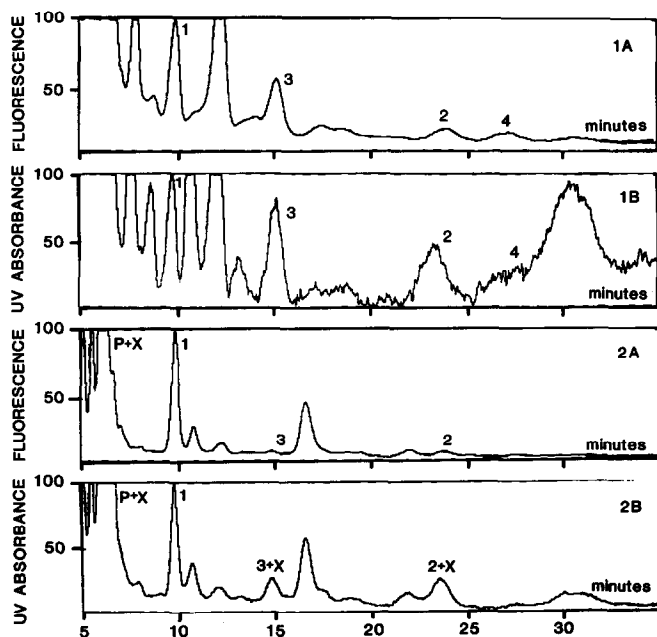 FLUORESCENCE
100
50
1
3
2
4
1A
minutes
UV ABSORBANCE
100
50
1
3
2
4
1B
minutes
FLUORESCENCE
100
50
P+X
1
3
2
2A
minutes
UV ABSORBANCE
100
50
P+X
1
3+X
2+X
2B
minutes
5 10 15 20 25 30